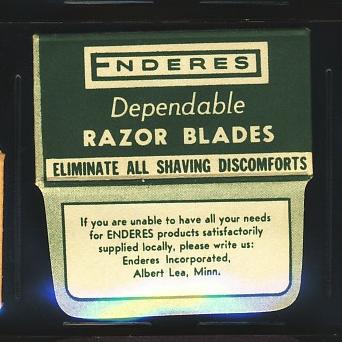 ENDERES
Dependable
RAZOR BLADES
ELIMINATE ALL SHAVING DISCOMFORTS
If you are unable to have all your needs
for ENDERES products satisfactorily
supplied locally, please write us:
Enderes Incorporated,
Albert Lea, Minn.